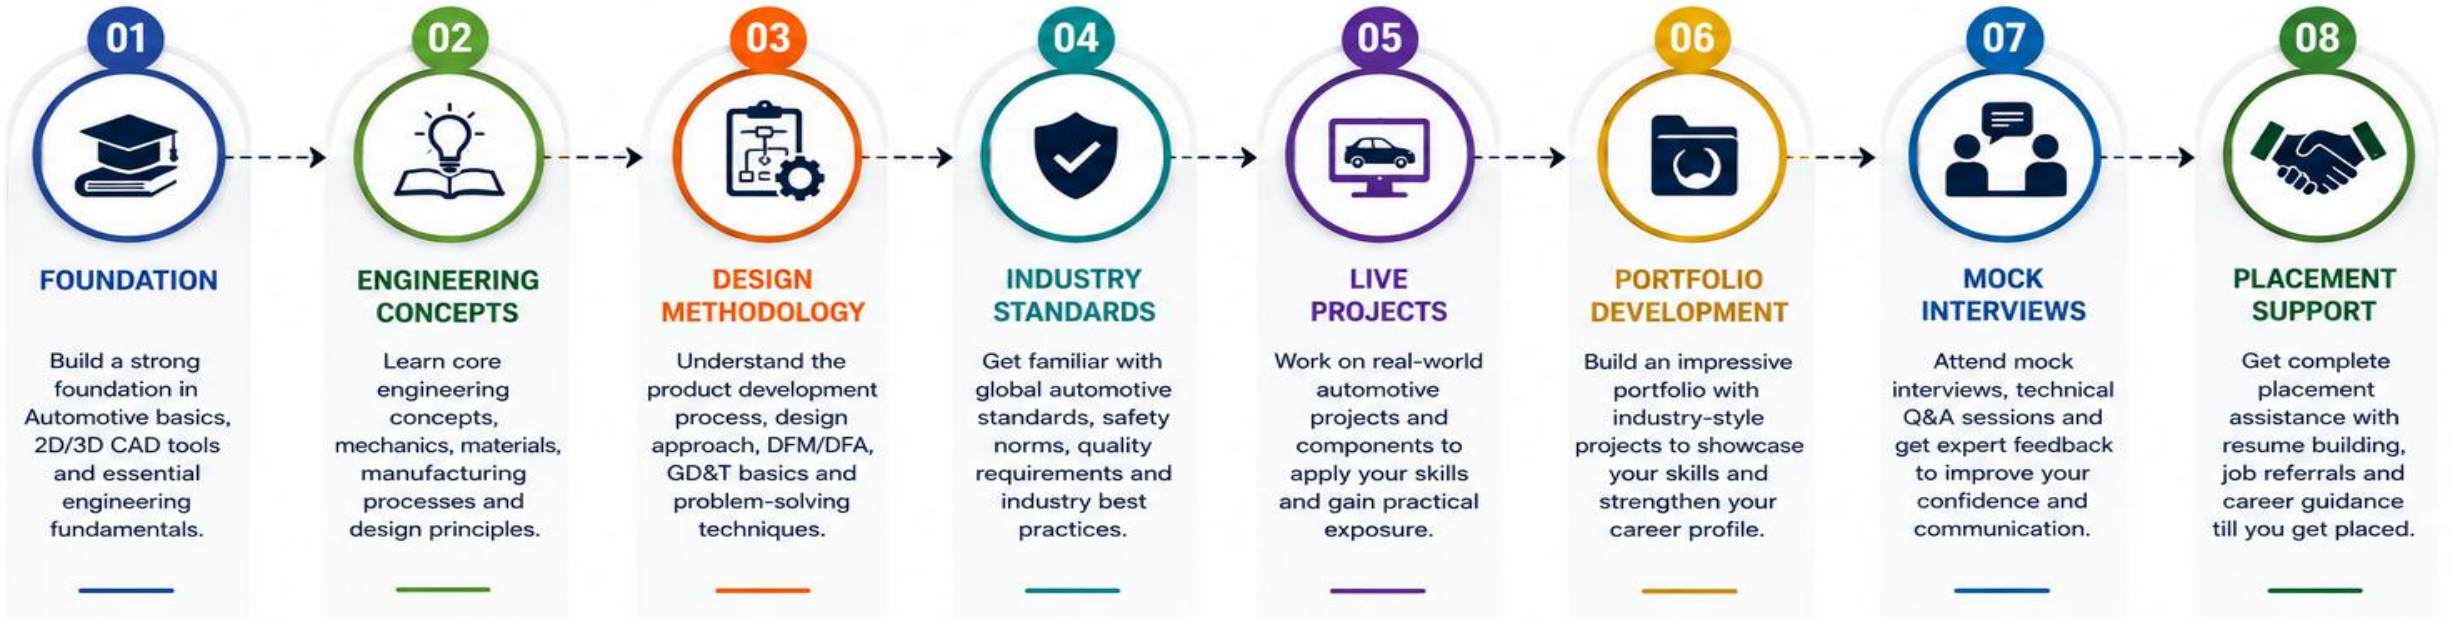 01
FOUNDATION
Build a strong
foundation in
Automotive basics,
2D/3D CAD tools
and essential
engineering
fundamentals.
02
ENGINEERING
CONCEPTS
Learn core
engineering
concepts,
mechanics, materials,
manufacturing
processes and
design principles.
03
DESIGN
METHODOLOGY
Understand the
product development
process, design
approach, DFM/DFA,
GD&T basics and
problem-solving
techniques.
04
INDUSTRY
STANDARDS
Get familiar with
global automotive
standards, safety
norms, quality
requirements and
industry best
practices.
05
LIVE
PROJECTS
Work on real-world
automotive
projects and
components to
apply your skills
and gain practical
exposure.
06
PORTFOLIO
DEVELOPMENT
Build an impressive
portfolio with
industry-style
projects to showcase
your skills and
strengthen your
career profile.
07
MOCK
INTERVIEWS
Attend mock
interviews, technical
Q&A sessions and
get expert feedback
to improve your
confidence and
communication.
08
PLACEMENT
SUPPORT
Get complete
placement
assistance with
resume building,
job referrals and
career guidance
till you get placed.